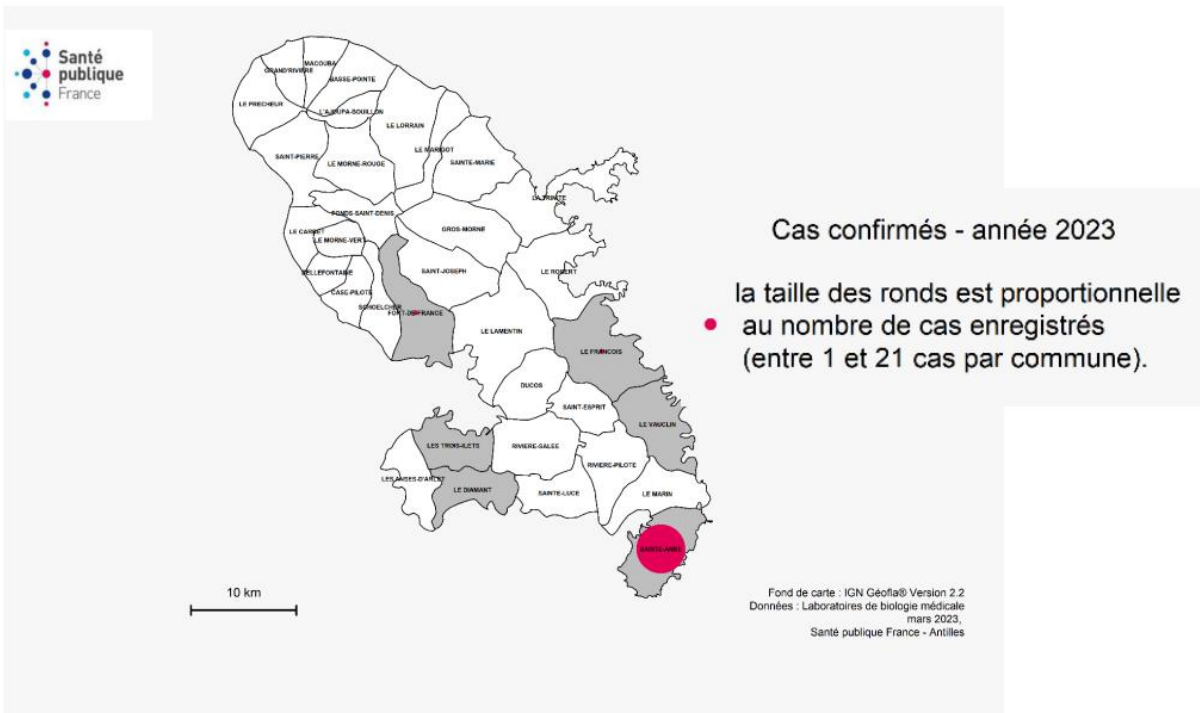 Santé
publique
France
MACOUBA
GRAND'RIVIERE
BASSE-POINTE
LE PRECHEUR
L'AJOUPA-BOUILLON
LE LORRAIN
SAINT-PIERRE
LE MORNE-ROUGE
LE MARIGOT
SAINTE-MARIE
LA TRINITE
FONDS-SAINT-DENIS
LE CARBET
LE MORNE-VERT
GROS-MORNE
BELLEFONTAINE
SAINT-JOSEPH
LE ROBERT
CASE-PILOTE
SCHOELCHER
FORT-DE-FRANCE
LE LAMENTIN
LE FRANCOIS
DUCOS
SAINT-ESPRIT
LE VAUCLIN
LES TROIS-ILETS
RIVIERE-SALEE
RIVIERE-PILOTE
LES ANSES-D'ARLET
LE DIAMANT
SAINTE-LUCE
LE MARIN
SAINTE-ANNE
Cas confirmés - année 2023
la taille des ronds est proportionnelle
au nombre de cas enregistrés
(entre 1 et 21 cas par commune).
10 km
Fond de carte : IGN Géofla® Version 2.2
Données : Laboratoires de biologie médicale
mars 2023,
Santé publique France - Antilles